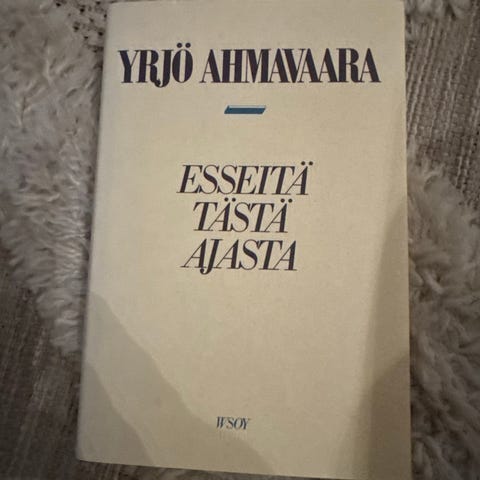 YRJÖ AHMAVAARA
ESSEITÄ
TÄSTÄ
AJASTA
WSOY